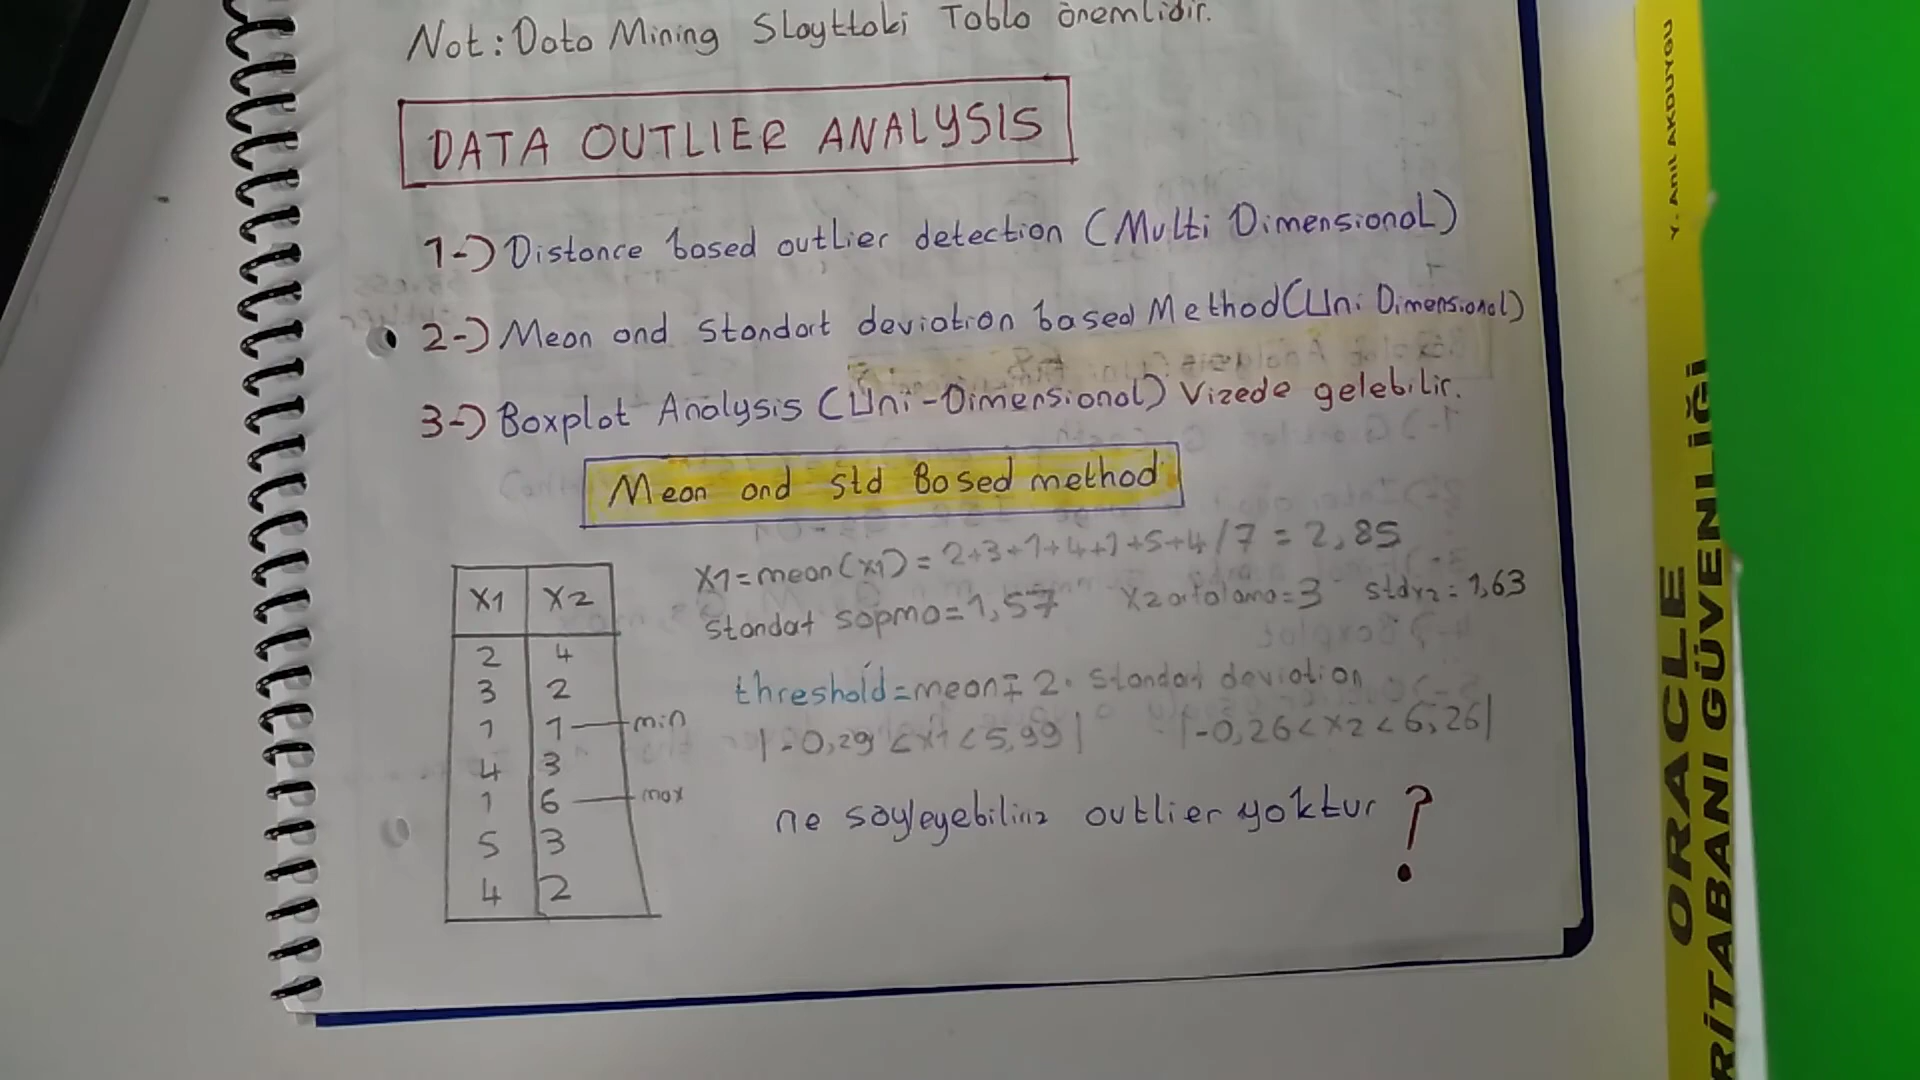 Not: Data Mining Slayttaki Tablo önemlidir.
DATA OUTLIER ANALYSIS
1-) Distance based outlier detection (Multi DimensionaL)
2-) Mean and Standart deviation based Method (Uni Dimensional)
3-) Boxplot Analysis (Uni-Dimensional) Vizede gelebilir.
Mean and std Based method
X1 = mean(x1) = 2+3+1+4+1+5+4/7 = 2,85
standart sapma = 1,57 X2 ortalama = 3 stdx2 = 1,63
threshold = mean ∓ 2. Standart deviation
|-0,29 < x1 < 5,99| |-0,26 < x2 < 6,26|
ne söyleyebiliriz outlier yoktur ?
X1 X2
2 4
3 2
1 1 min
4 3
1 6 max
5 3
4 2
Y. ANIL AKDUYGU
ORACLE
RİTABANI GÜVENLİĞİ